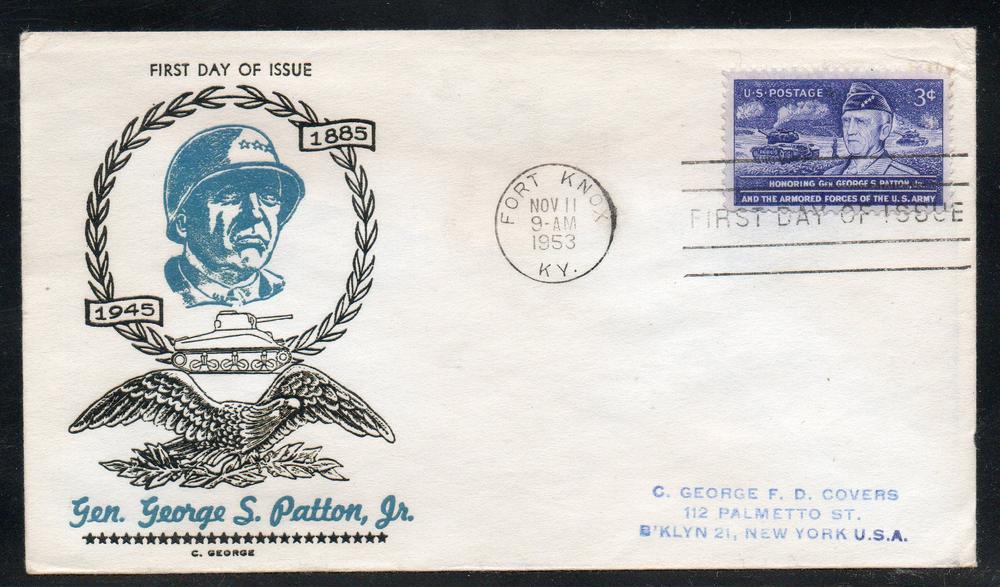 FIRST DAY OF ISSUE
1885
1945
Gen. George S. Patton, Jr.
C. GEORGE
FORT KNOX
NOV 11
9-AM
1953
KY.
U.S. POSTAGE
3¢
HONORING GEN. GEORGE S. PATTON, Jr.
AND THE ARMORED FORCES OF THE U.S. ARMY
FIRST DAY OF ISSUE
C. GEORGE F. D. COVERS
112 PALMETTO ST.
B'KLYN 21, NEW YORK U.S.A.